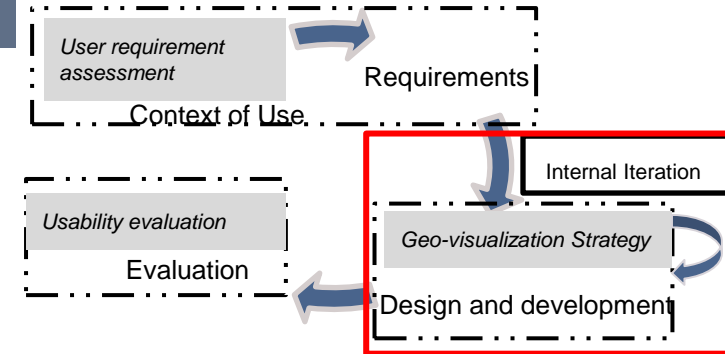 User requirement
assessment
Requirements
Context of Use
Internal Iteration
Usability evaluation
Geo-visualization Strategy
Evaluation
Design and development